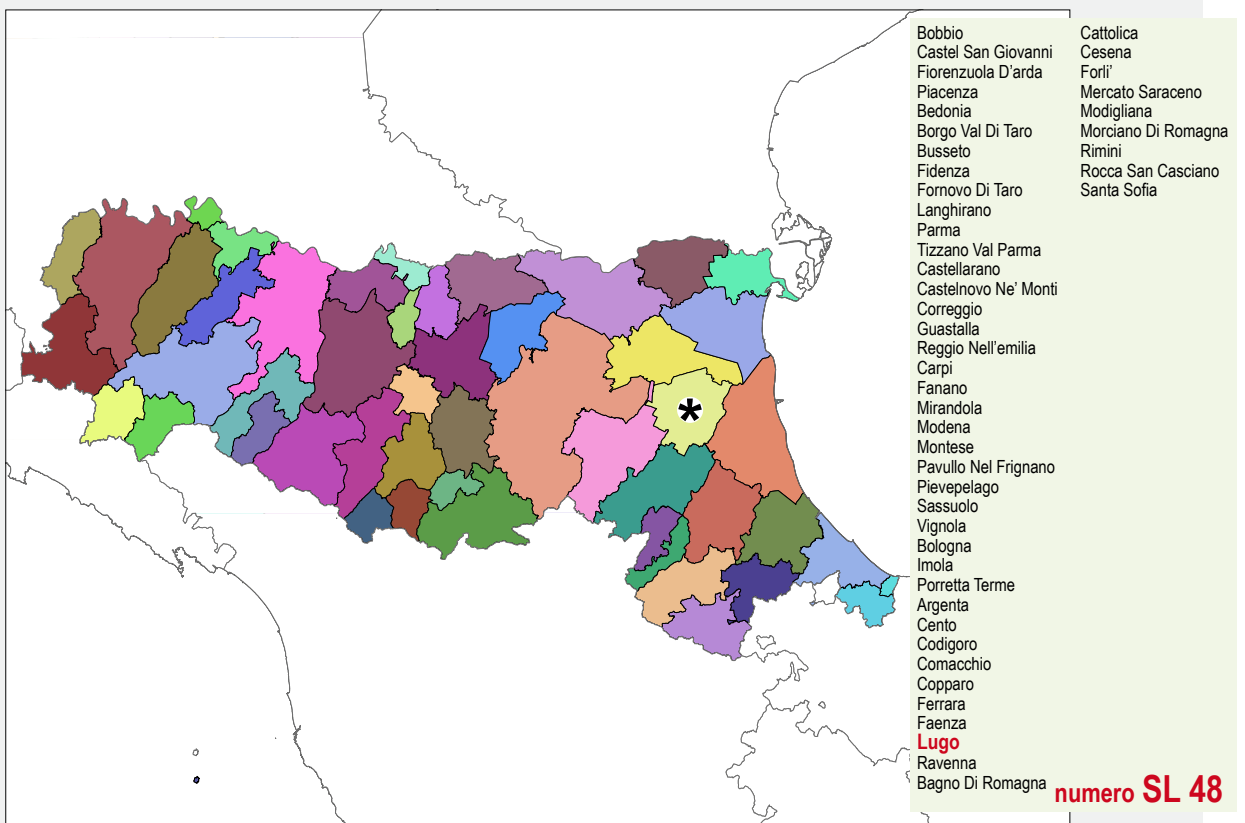 Bobbio
Castel San Giovanni
Fiorenzuola D'arda
Piacenza
Bedonia
Borgo Val Di Taro
Busseto
Fidenza
Fornovo Di Taro
Langhirano
Parma
Tizzano Val Parma
Castellarano
Castelnovo Ne' Monti
Correggio
Guastalla
Reggio Nell'emilia
Carpi
Fanano
Mirandola
Modena
Montese
Pavullo Nel Frignano
Pievepelago
Sassuolo
Vignola
Bologna
Imola
Porretta Terme
Argenta
Cento
Codigoro
Comacchio
Copparo
Ferrara
Faenza
Lugo
Ravenna
Bagno Di Romagna
Cattolica
Cesena
Forli'
Mercato Saraceno
Modigliana
Morciano Di Romagna
Rimini
Rocca San Casciano
Santa Sofia
numero SL 48
*